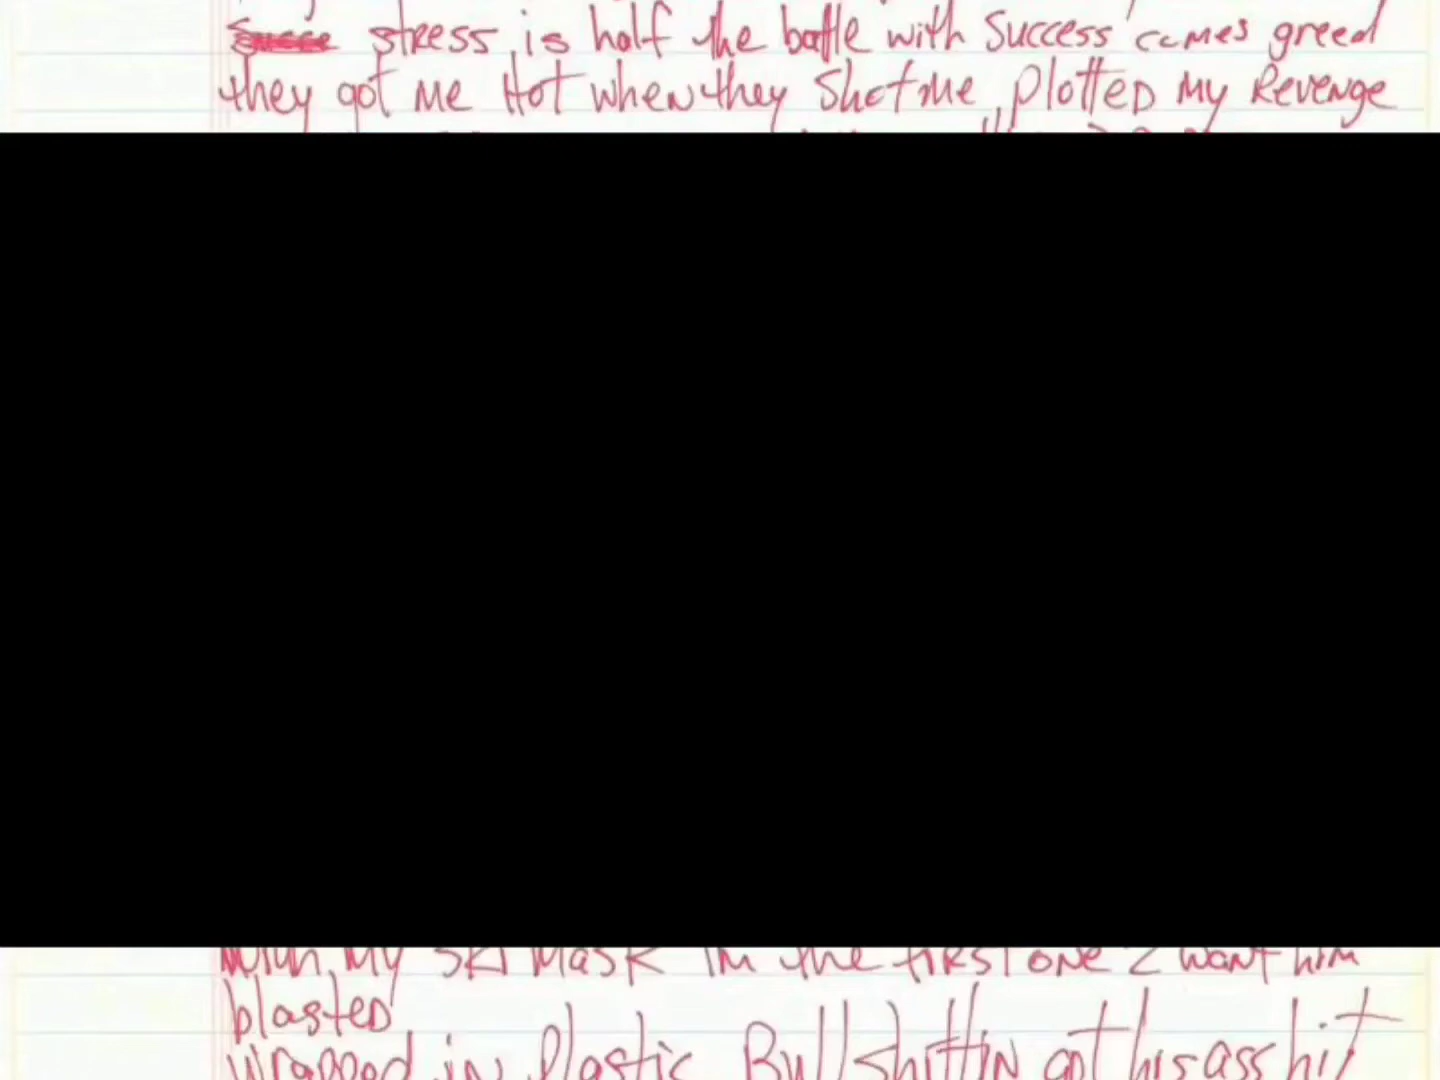 stress, is half the battle with Success comes greed
they got me Hot when they Shot me, plotted my Revenge
with my SKI MASK Im the first one 2 want him
blasted
wrapped in plastic Bullshittin got his ass hit